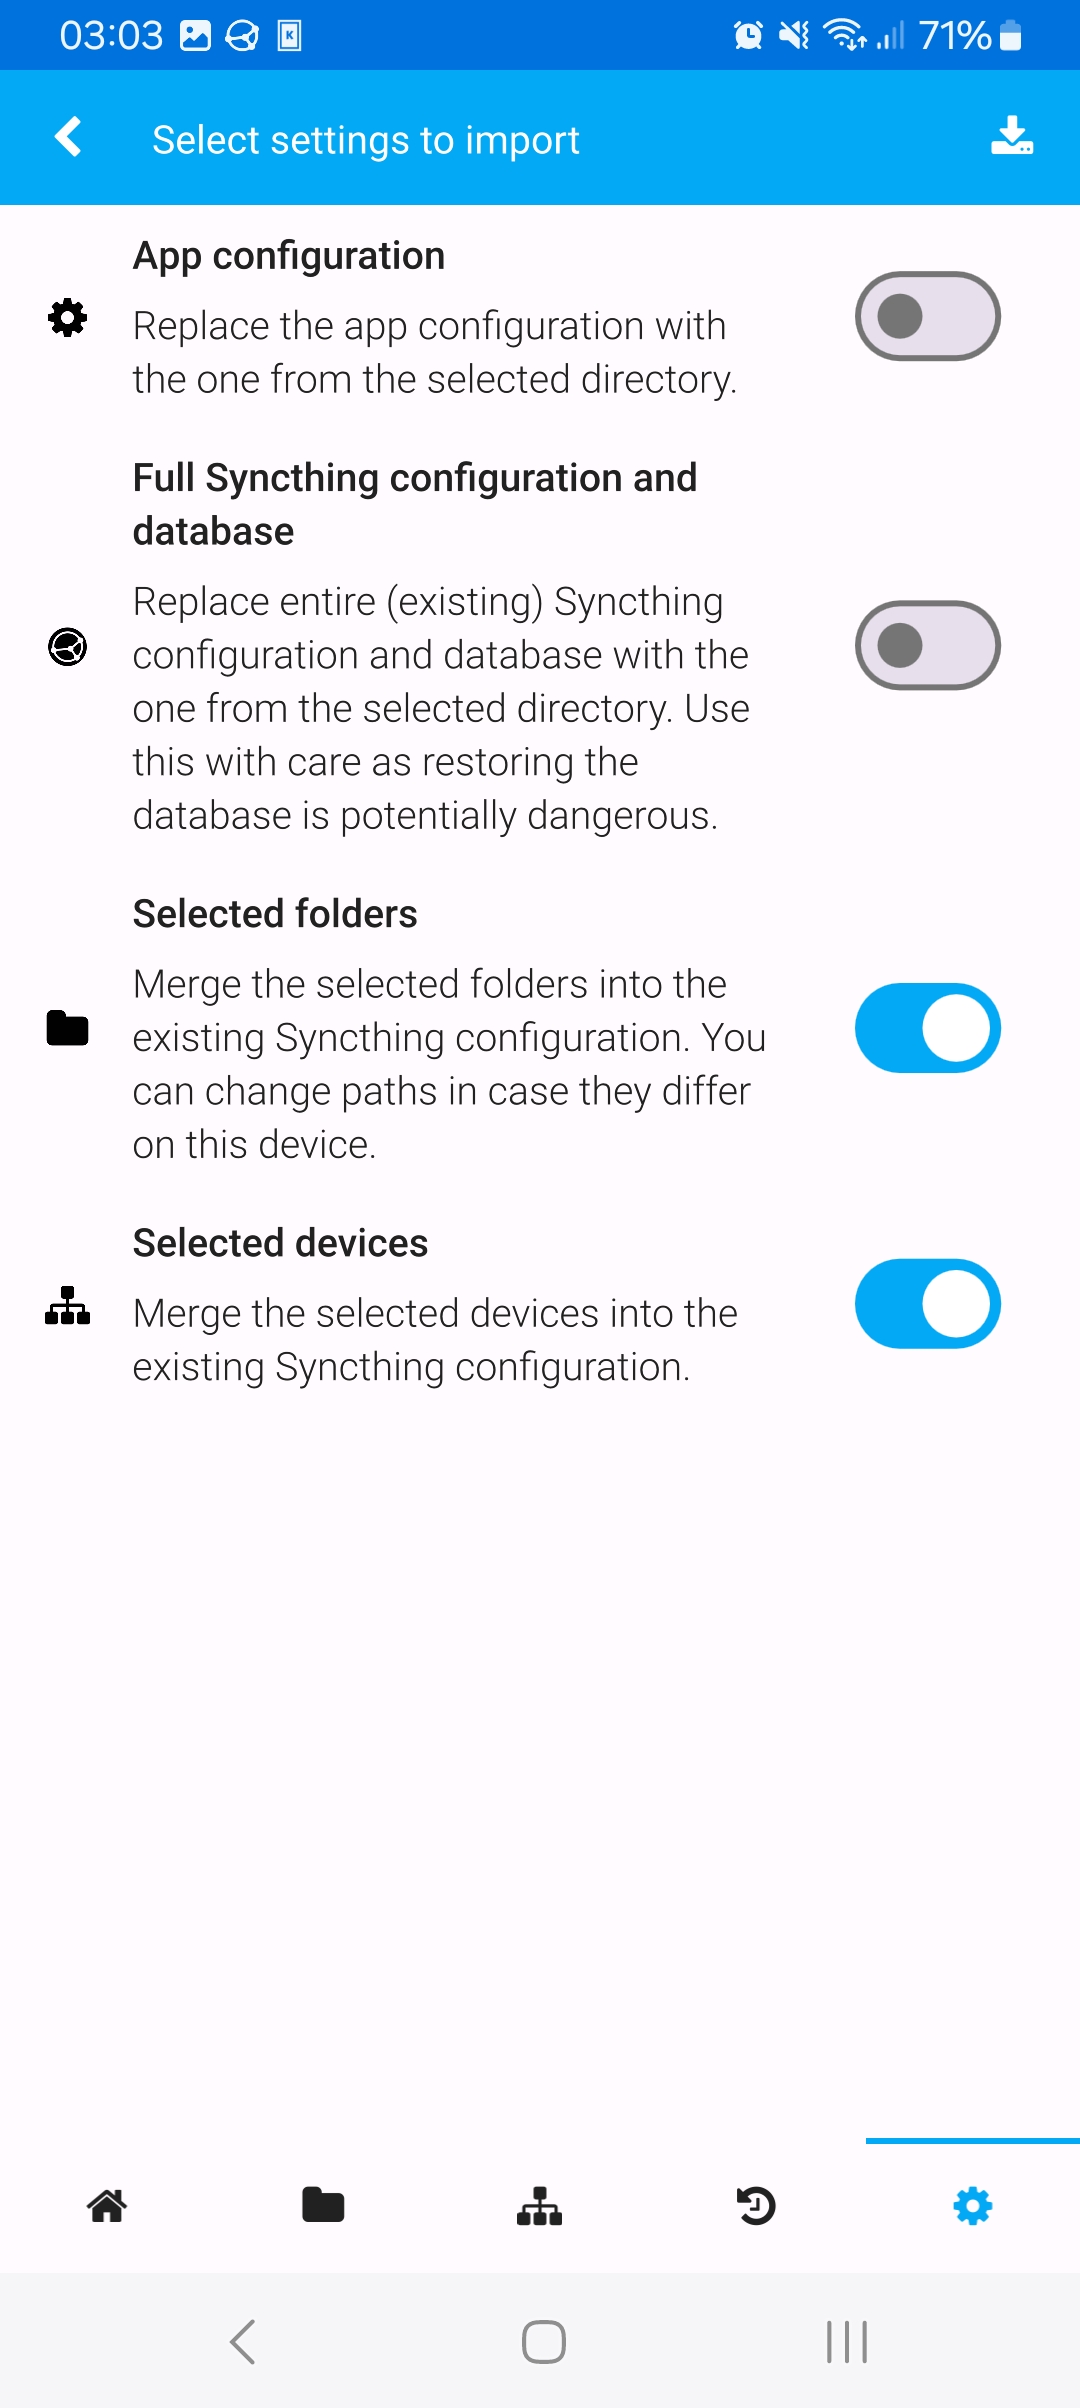 03:03
71%
Select settings to import
App configuration
Replace the app configuration with
the one from the selected directory.
Full Syncthing configuration and
database
Replace entire (existing) Syncthing
configuration and database with the
one from the selected directory. Use
this with care as restoring the
database is potentially dangerous.
Selected folders
Merge the selected folders into the
existing Syncthing configuration. You
can change paths in case they differ
on this device.
Selected devices
Merge the selected devices into the
existing Syncthing configuration.